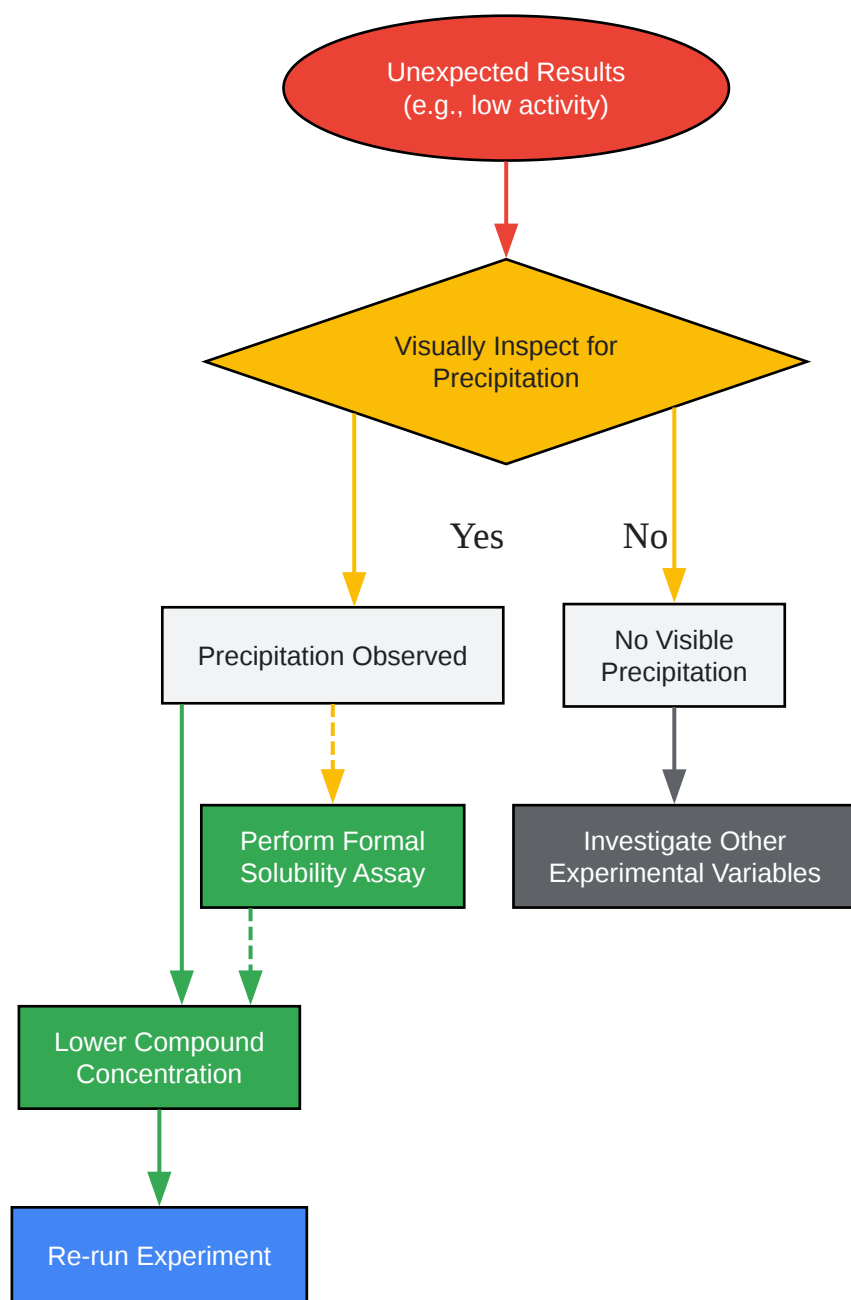 Unexpected Results
(e.g., low activity)
Visually Inspect for
Precipitation
Yes
No
Precipitation Observed
No Visible
Precipitation
Perform Formal
Solubility Assay
Investigate Other
Experimental Variables
Lower Compound
Concentration
Re-run Experiment